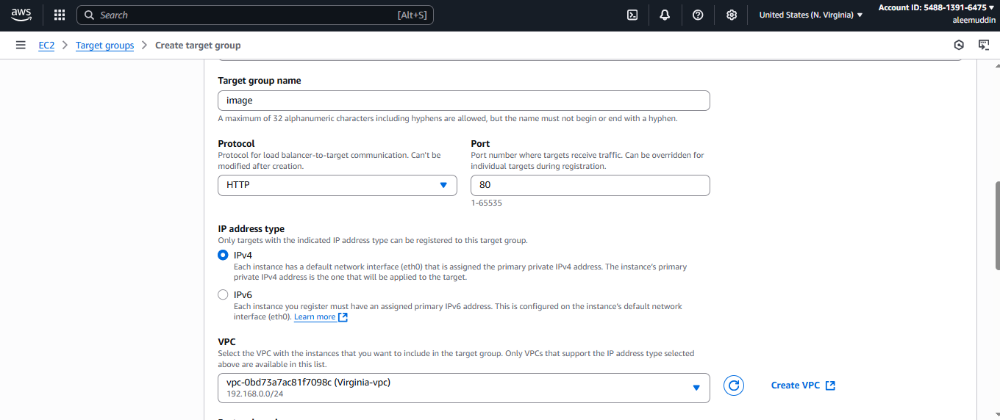 aws
Search
[Alt+S]
United States (N. Virginia)
Account ID: 5488-1391-6475
aleemuddin
EC2
Target groups
Create target group
Target group name
image
A maximum of 32 alphanumeric characters including hyphens are allowed, but the name must not begin or end with a hyphen.
Protocol
Protocol for load balancer-to-target communication. Can't be
modified after creation.
HTTP
Port
Port number where targets receive traffic. Can be overridden for
individual targets during registration.
80
1-65535
IP address type
Only targets with the indicated IP address type can be registered to this target group.
IPv4
Each instance has a default network interface (eth0) that is assigned the primary private IPv4 address. The instance's primary
private IPv4 address is the one that will be applied to the target.
IPv6
Each instance you register must have an assigned primary IPv6 address. This is configured on the instance's default network
interface (eth0). Learn more
VPC
Select the VPC with the instances that you want to include in the target group. Only VPCs that support the IP address type selected
above are available in this list.
vpc-0bd73a7ac81f7098c (Virginia-vpc)
192.168.0.0/24
Create VPC